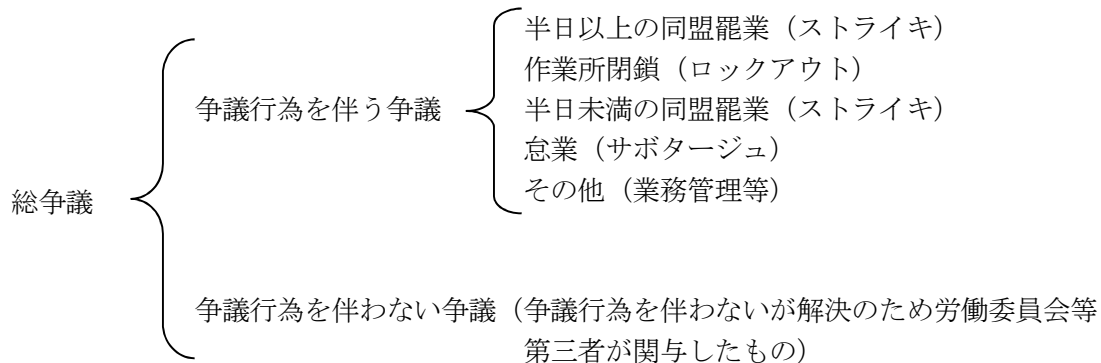 半日以上の同盟罷業（ストライキ）
作業所閉鎖（ロックアウト）
争議行為を伴う争議
半日未満の同盟罷業（ストライキ）
怠業（サボタージュ）
総争議
その他（業務管理等）
争議行為を伴わない争議（争議行為を伴わないが解決のため労働委員会等
第三者が関与したもの）